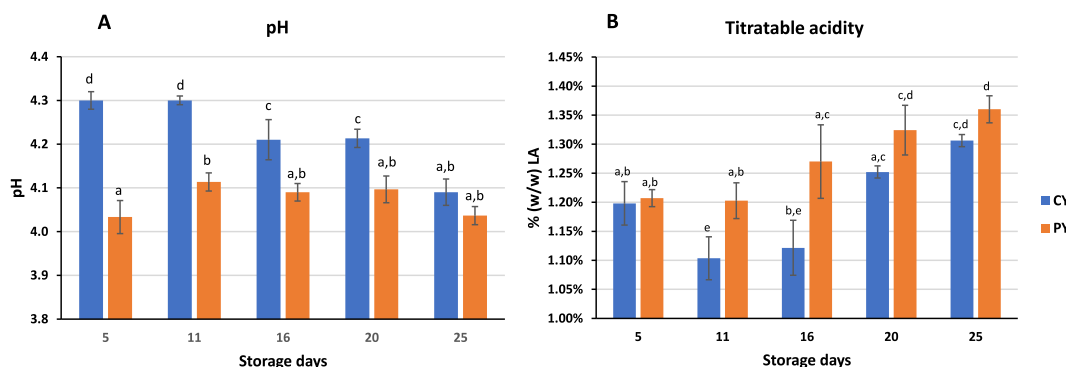 A
pH
4.4
4.3
4.2
4.1
4.0
3.9
3.8
pH
d
a
d
b
c
a,b
c
a,b
a,b
a,b
5
11
16
20
25
Storage days
B
Titratable acidity
1.45%
1.40%
1.35%
1.30%
1.25%
1.20%
1.15%
1.10%
1.05%
1.00%
% (w/w) LA
a,b
a,b
e
a,b
b,e
a,c
a,c
c,d
c,d
d
5
11
16
20
25
Storage days
CY
PY